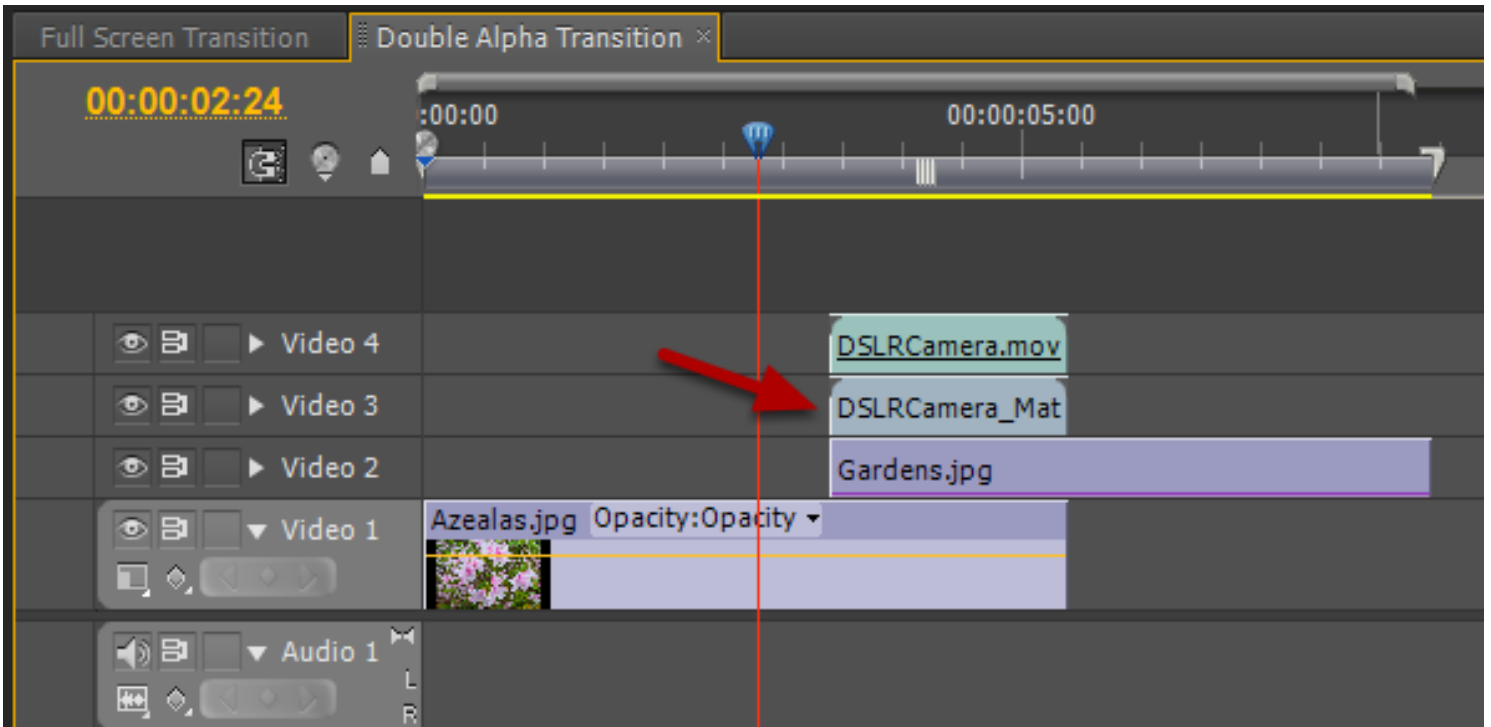 Full Screen Transition
Double Alpha Transition ×
00:00:02:24
:00:00
00:00:05:00
Video 4
DSLRCamera.mov
Video 3
DSLRCamera_Mat
Video 2
Gardens.jpg
Video 1
Azealas.jpg Opacity:Opacity
Audio 1
L
R